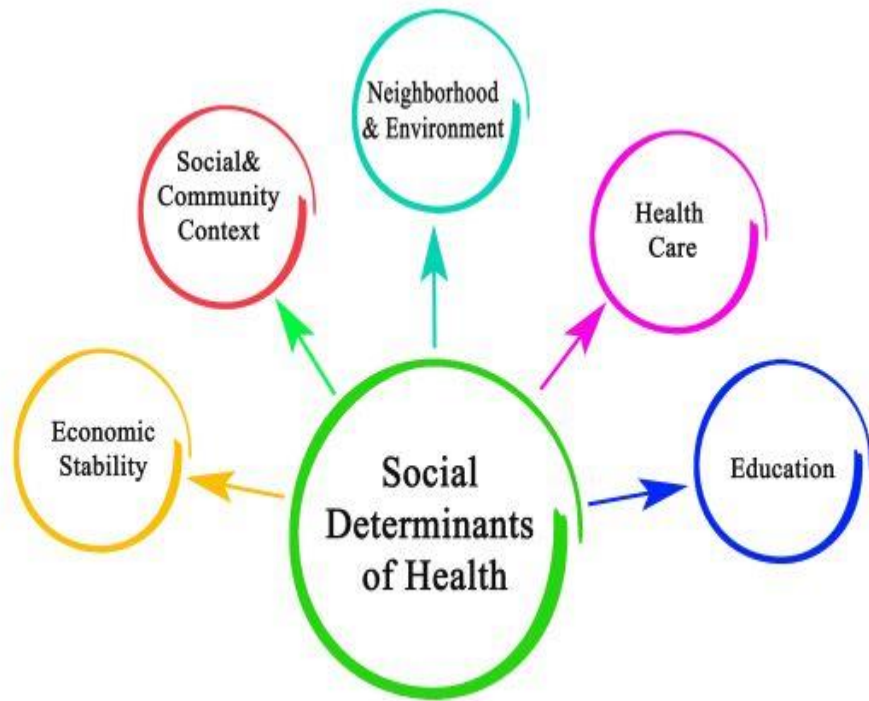 Neighborhood
& Environment
Social&
Community
Context
Health
Care
Economic
Stability
Education
Social
Determinants
of Health